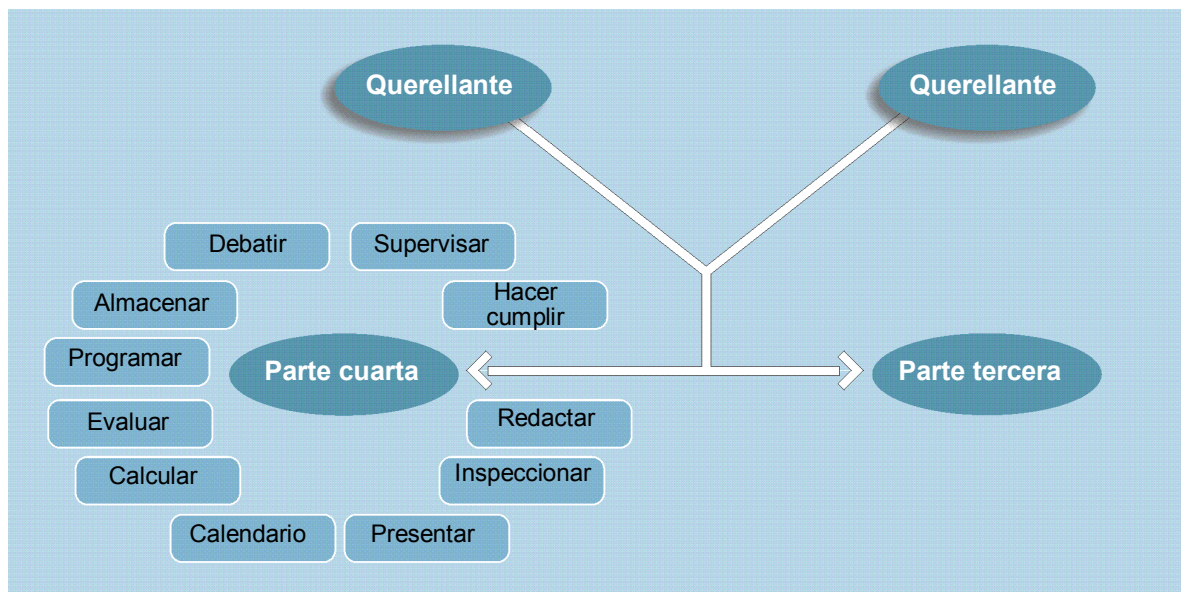 Querellante
Querellante
Debatir
Supervisar
Almacenar
Hacer
cumplir
Programar
Parte cuarta
Parte tercera
Evaluar
Redactar
Calcular
Inspeccionar
Calendario
Presentar